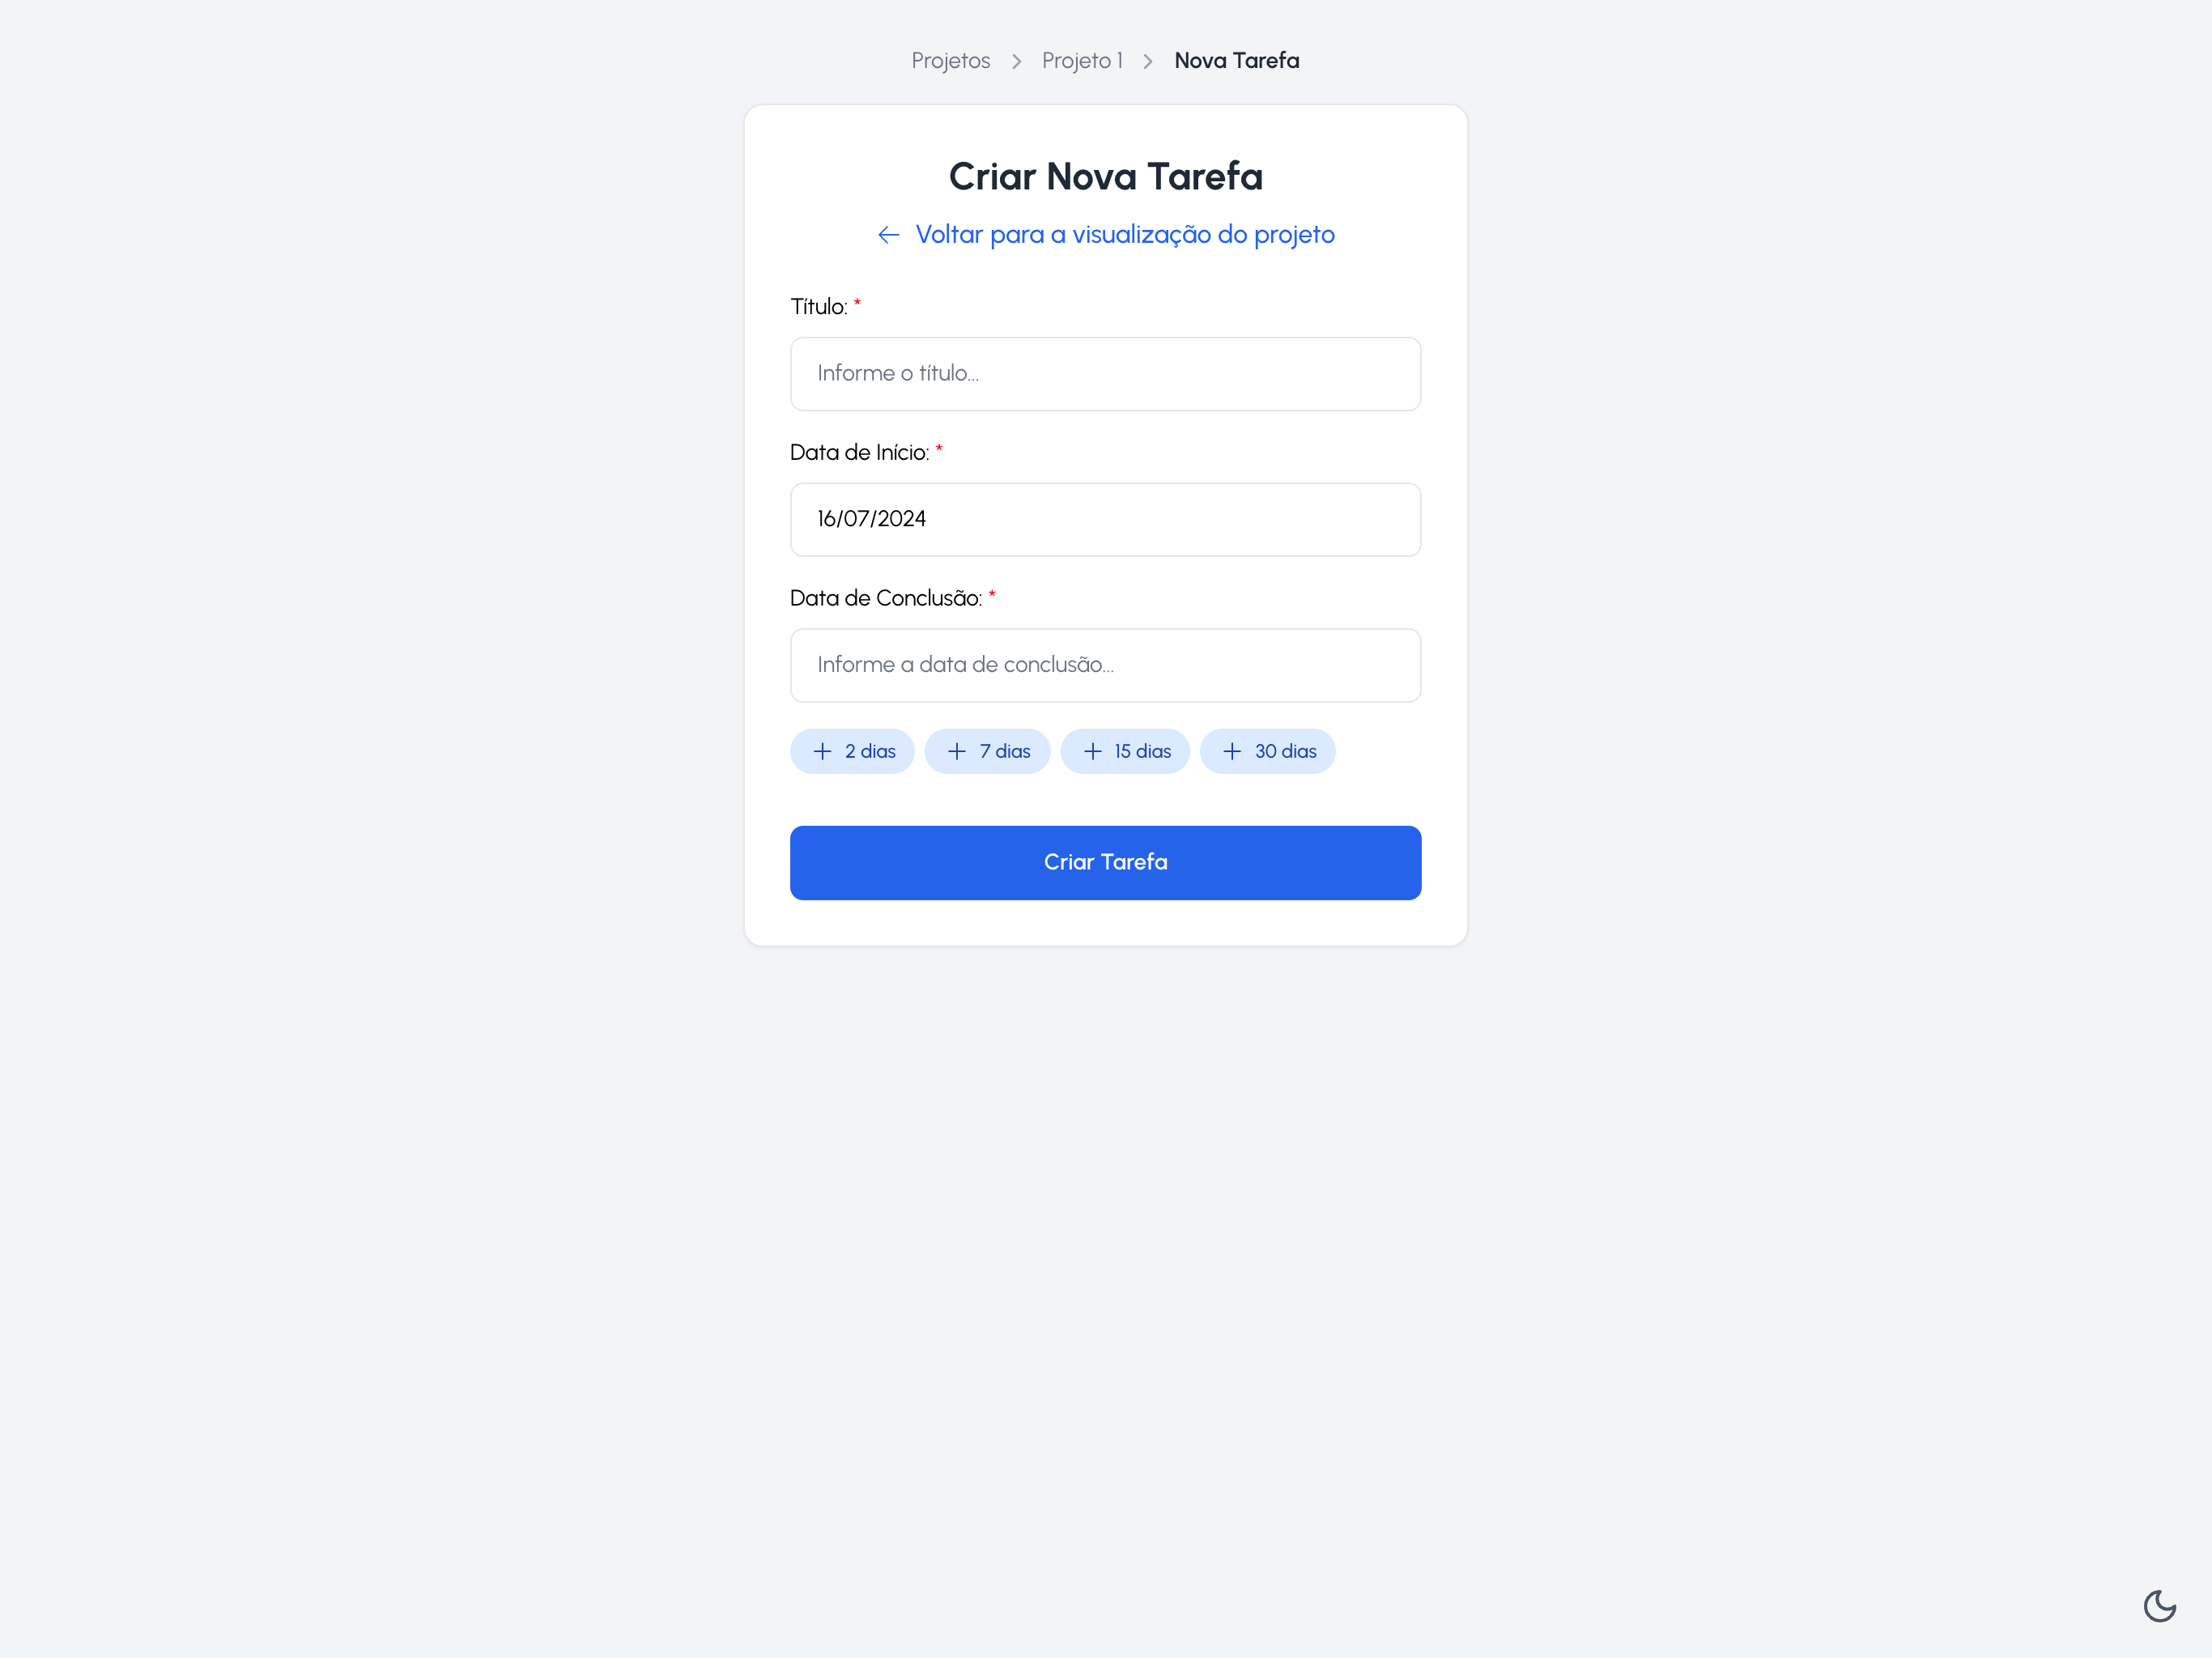 Projetos > Projeto 1 > Nova Tarefa
Criar Nova Tarefa
← Voltar para a visualização do projeto
Título: *
Informe o título...
Data de Início: *
16/07/2024
Data de Conclusão: *
Informe a data de conclusão...
+ 2 dias + 7 dias + 15 dias + 30 dias
Criar Tarefa